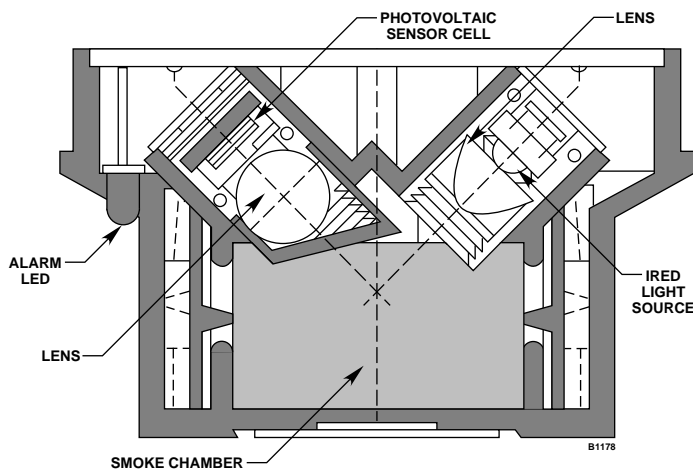 PHOTOVOLTAIC
SENSOR CELL
LENS
ALARM
LED
IRED
LIGHT
SOURCE
LENS
B1178
SMOKE CHAMBER